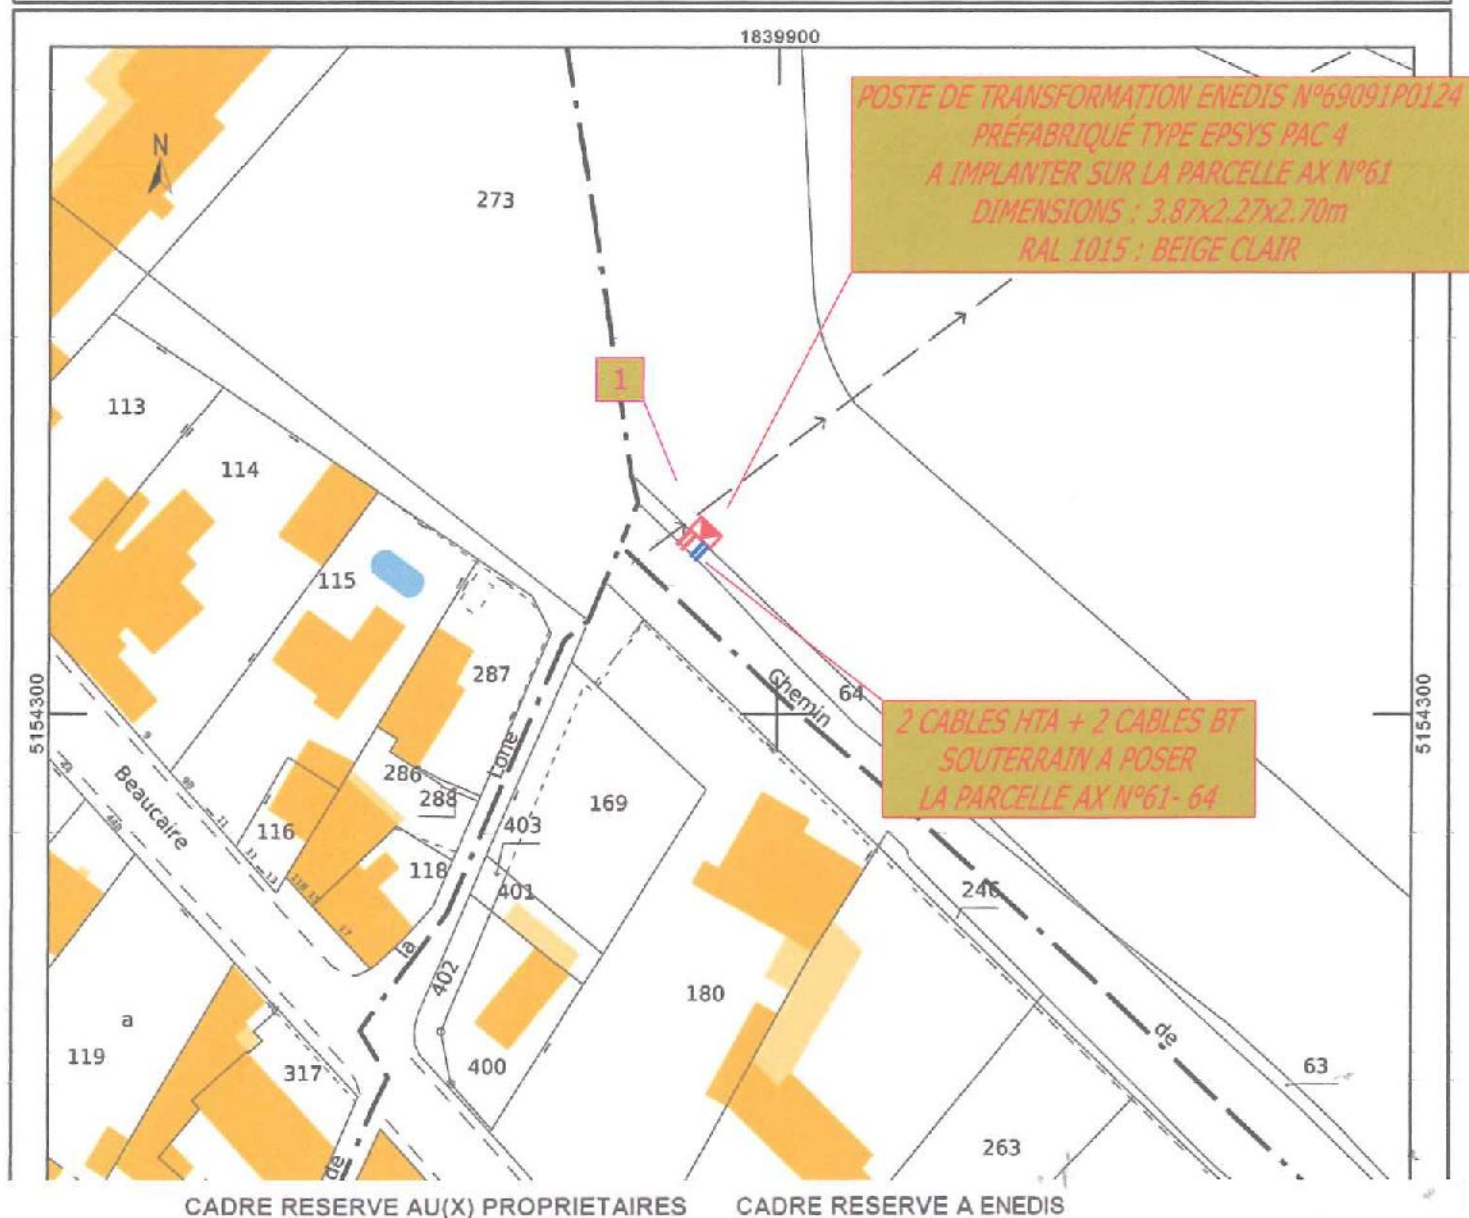 1839900
POSTE DE TRANSFORMATION ENEDIS N°69091P0124
PRÉFABRIQUÉ TYPE EPSYS PAC 4
A IMPLANTER SUR LA PARCELLE AX N°61
DIMENSIONS : 3.87x2.27x2.70m
RAL 1015 : BEIGE CLAIR
N
273
1
113
114
115
287
64
Chemin
5154300
5154300
2 CABLES HTA + 2 CABLES BT
SOUTERRAIN A POSER
LA PARCELLE AX N°61- 64
Lone
286
288
Beaucaire
169
403
116
118
401
246
la
402
180
a
de
119
317
400
63
263
de
CADRE RESERVE AU(X) PROPRIETAIRES
CADRE RESERVE A ENEDIS